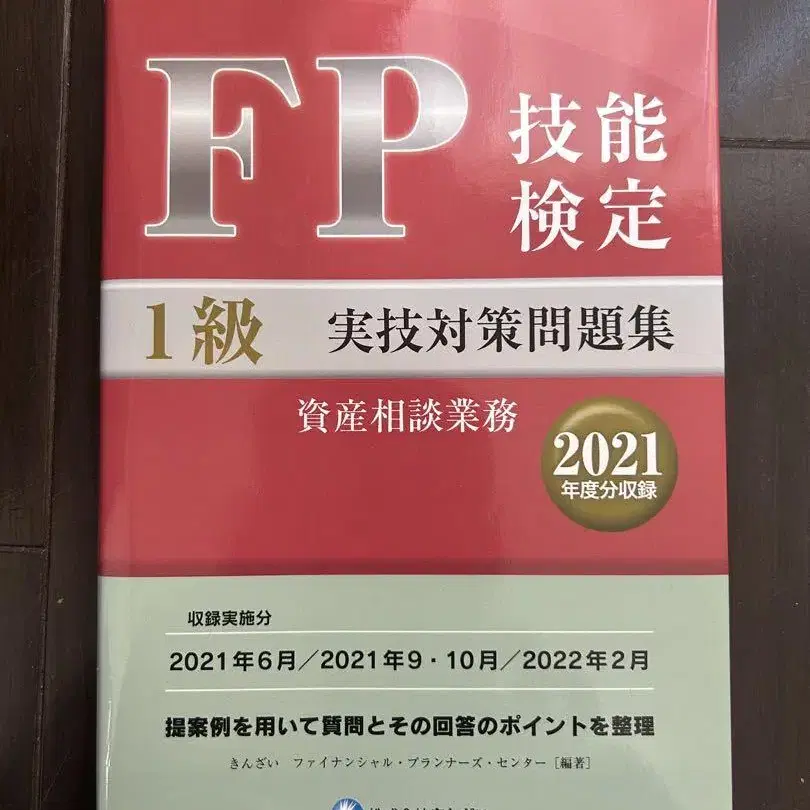 FP 技能
検定
1級 実技対策問題集
資産相談業務
2021
年度分収録
収録実施分
2021年6月／2021年9・10月／2022年2月
提案例を用いて質問とその回答のポイントを整理
きんざい ファイナンシャル・プランナーズ・センター［編著］